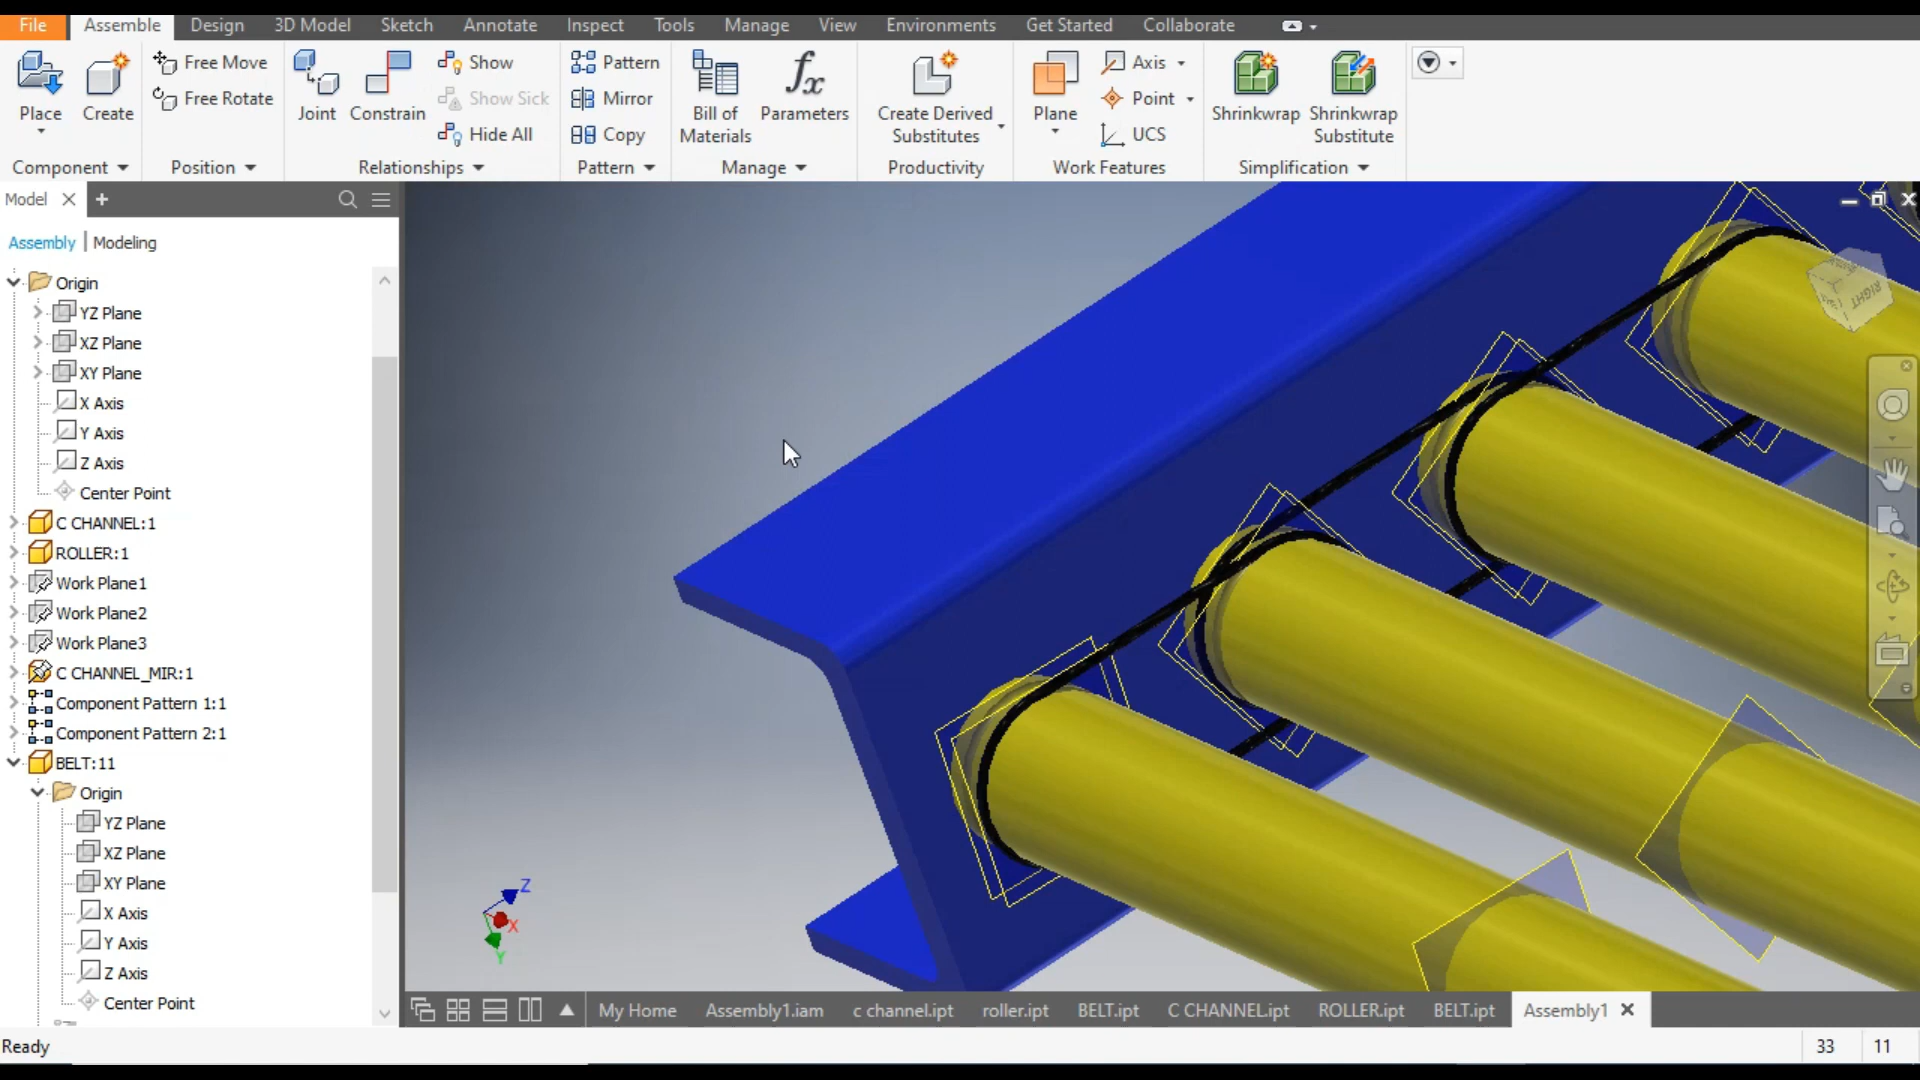 File Assemble Design 3D Model Sketch Annotate Inspect Tools Manage View Environments Get Started Collaborate
Place Create Free Move Free Rotate Joint Constrain Show Show Sick Hide All Pattern Mirror Copy Bill of Materials Parameters Create Derived Substitutes Plane Axis Point UCS Shrinkwrap Shrinkwrap Substitute
Component Position Relationships Pattern Manage Productivity Work Features Simplification
Model
Assembly | Modeling
Origin
YZ Plane
XZ Plane
XY Plane
X Axis
Y Axis
Z Axis
Center Point
C CHANNEL:1
ROLLER:1
Work Plane1
Work Plane2
Work Plane3
C CHANNEL_MIR:1
Component Pattern 1:1
Component Pattern 2:1
BELT:11
Origin
YZ Plane
XZ Plane
XY Plane
X Axis
Y Axis
Z Axis
Center Point
RIGHT
Z
X
Y
My Home Assembly1.iam c channel.ipt roller.ipt BELT.ipt C CHANNEL.ipt ROLLER.ipt BELT.ipt Assembly1
Ready 33 11